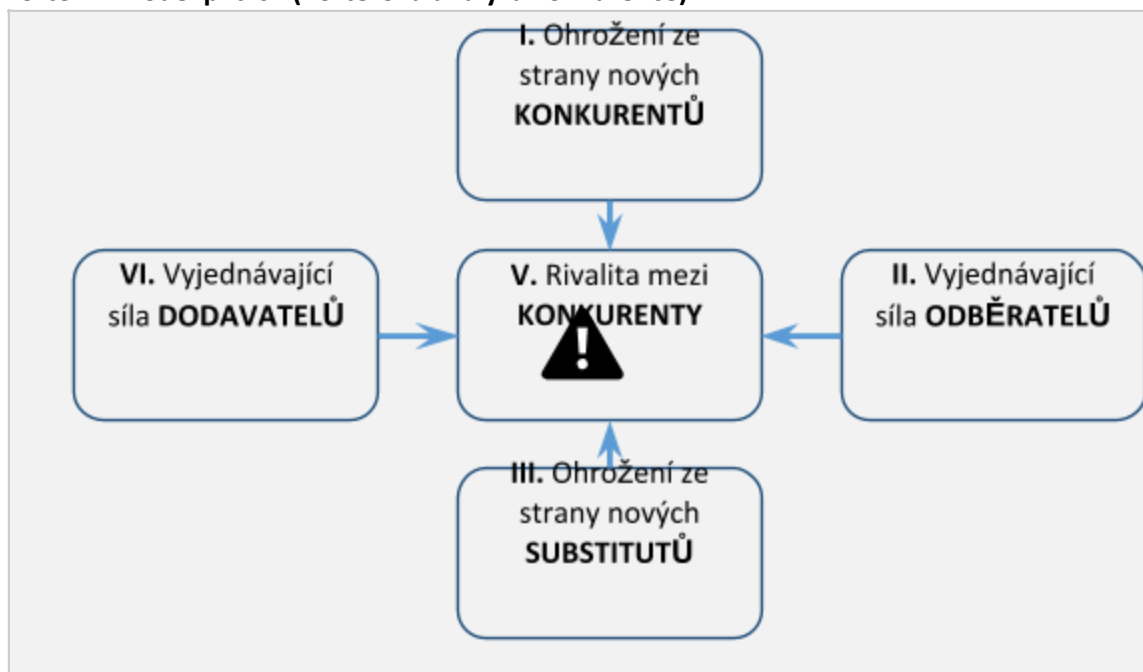 I. Ohrožení ze
strany nových
KONKURENTŮ
VI. Vyjednávající
síla DODAVATELŮ
V. Rivalita mezi
KONKURENTY
II. Vyjednávající
síla ODBĚRATELŮ
III. Ohrožení ze
strany nových
SUBSTITUTŮ